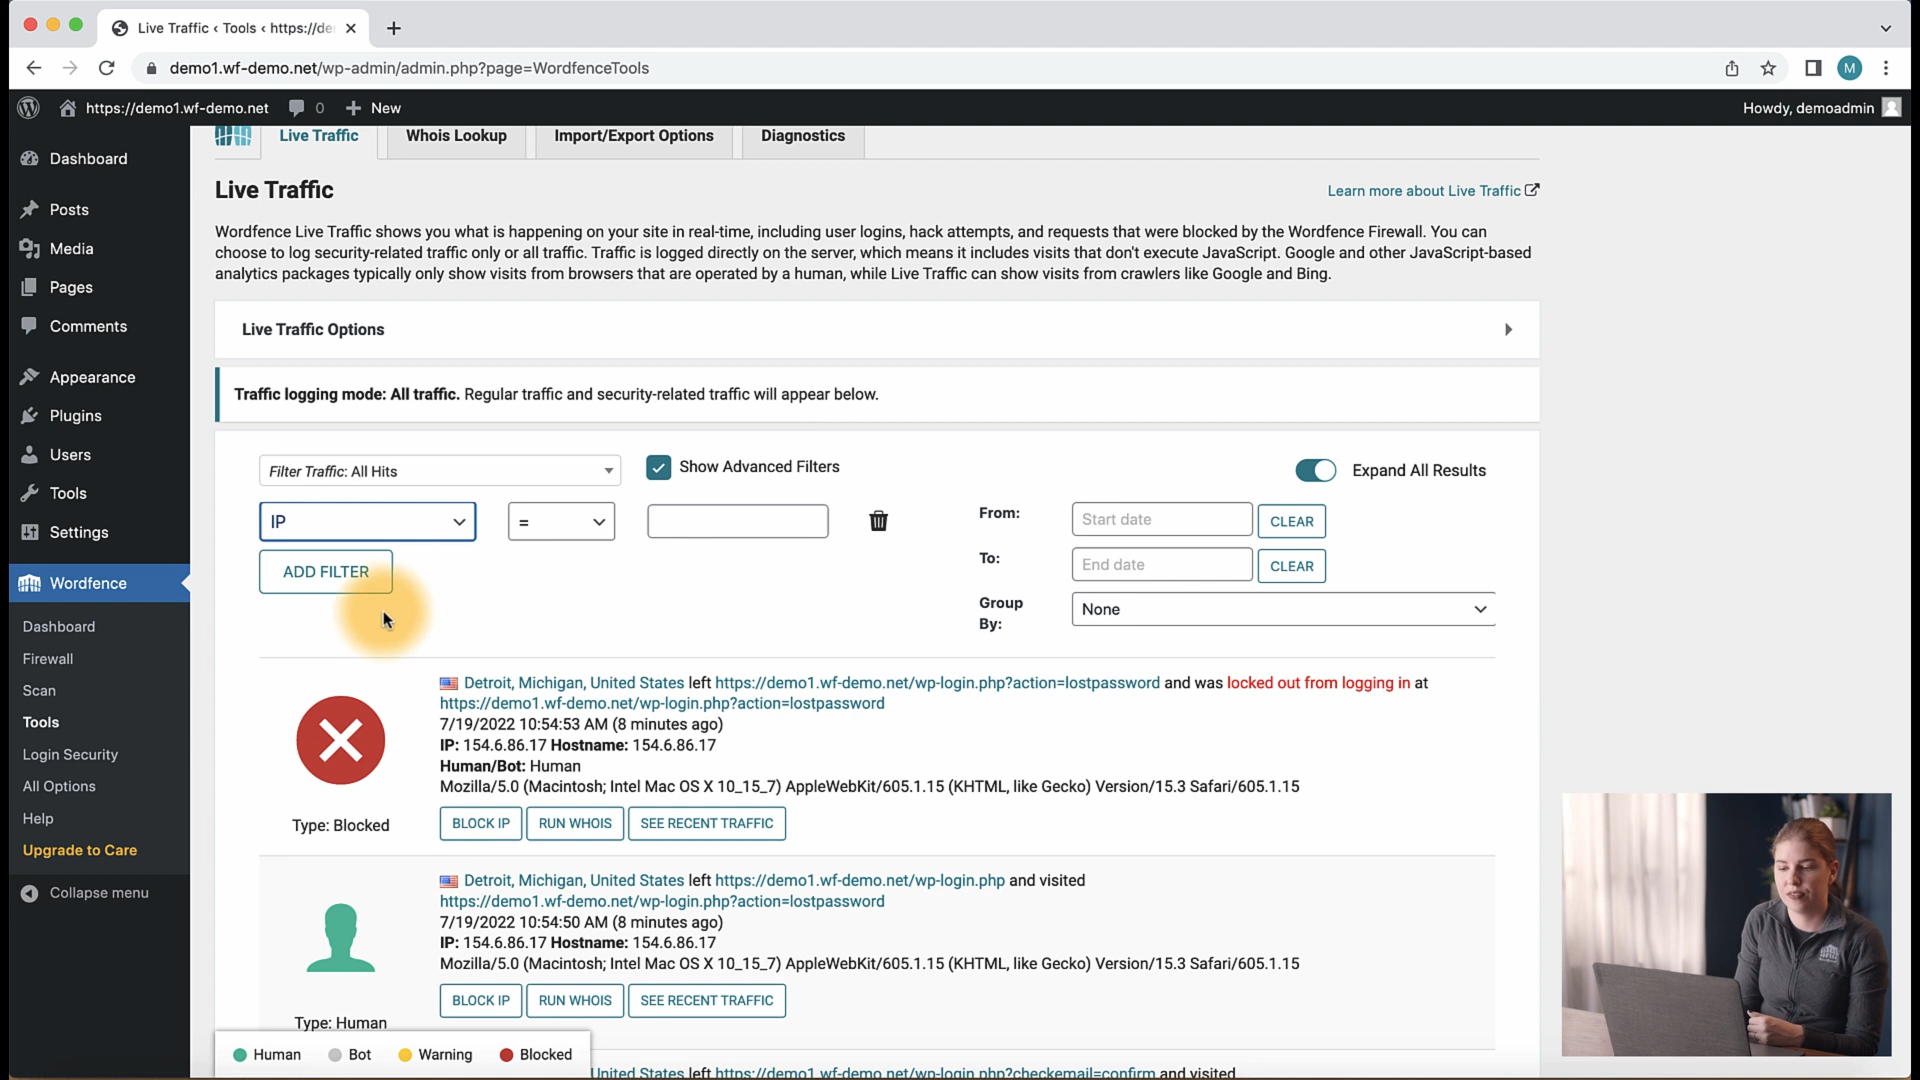 Live Traffic ‹ Tools ‹ https://de
demo1.wf-demo.net/wp-admin/admin.php?page=WordfenceTools
M
https://demo1.wf-demo.net
0
New
Howdy, demoadmin
Dashboard
Posts
Media
Pages
Comments
Appearance
Plugins
Users
Tools
Settings
Wordfence
Dashboard
Firewall
Scan
Tools
Login Security
All Options
Help
Upgrade to Care
Collapse menu
Live Traffic
Whois Lookup
Import/Export Options
Diagnostics
Live Traffic
Learn more about Live Traffic
Wordfence Live Traffic shows you what is happening on your site in real-time, including user logins, hack attempts, and requests that were blocked by the Wordfence Firewall. You can
choose to log security-related traffic only or all traffic. Traffic is logged directly on the server, which means it includes visits that don't execute JavaScript. Google and other JavaScript-based
analytics packages typically only show visits from browsers that are operated by a human, while Live Traffic can show visits from crawlers like Google and Bing.
Live Traffic Options
Traffic logging mode: All traffic. Regular traffic and security-related traffic will appear below.
Filter Traffic: All Hits
Show Advanced Filters
Expand All Results
IP
=
From:
Start date
CLEAR
ADD FILTER
To:
End date
CLEAR
Group
By:
None
Detroit, Michigan, United States left https://demo1.wf-demo.net/wp-login.php?action=lostpassword and was locked out from logging in at
https://demo1.wf-demo.net/wp-login.php?action=lostpassword
7/19/2022 10:54:53 AM (8 minutes ago)
IP: 154.6.86.17 Hostname: 154.6.86.17
Human/Bot: Human
Mozilla/5.0 (Macintosh; Intel Mac OS X 10_15_7) AppleWebKit/605.1.15 (KHTML, like Gecko) Version/15.3 Safari/605.1.15
Type: Blocked
BLOCK IP
RUN WHOIS
SEE RECENT TRAFFIC
Detroit, Michigan, United States left https://demo1.wf-demo.net/wp-login.php and visited
https://demo1.wf-demo.net/wp-login.php?action=lostpassword
7/19/2022 10:54:50 AM (8 minutes ago)
IP: 154.6.86.17 Hostname: 154.6.86.17
Mozilla/5.0 (Macintosh; Intel Mac OS X 10_15_7) AppleWebKit/605.1.15 (KHTML, like Gecko) Version/15.3 Safari/605.1.15
BLOCK IP
RUN WHOIS
SEE RECENT TRAFFIC
Type: Human
Human
Bot
Warning
Blocked
United States left https://demo1.wf-demo.net/wp-login.php?checkemail=confirm and visited